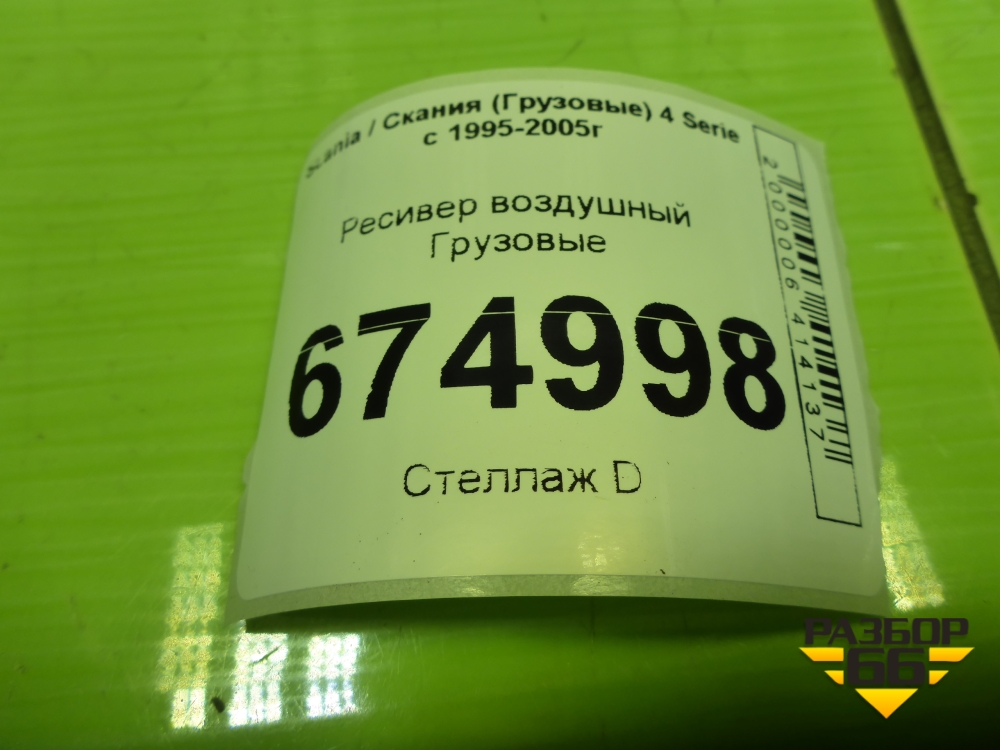 Scania / Скания (Грузовые) 4 Serie
с 1995-2005г
Ресивер воздушный
Грузовые
674998
Стеллаж D
2000006414137
РАЗБОР
66